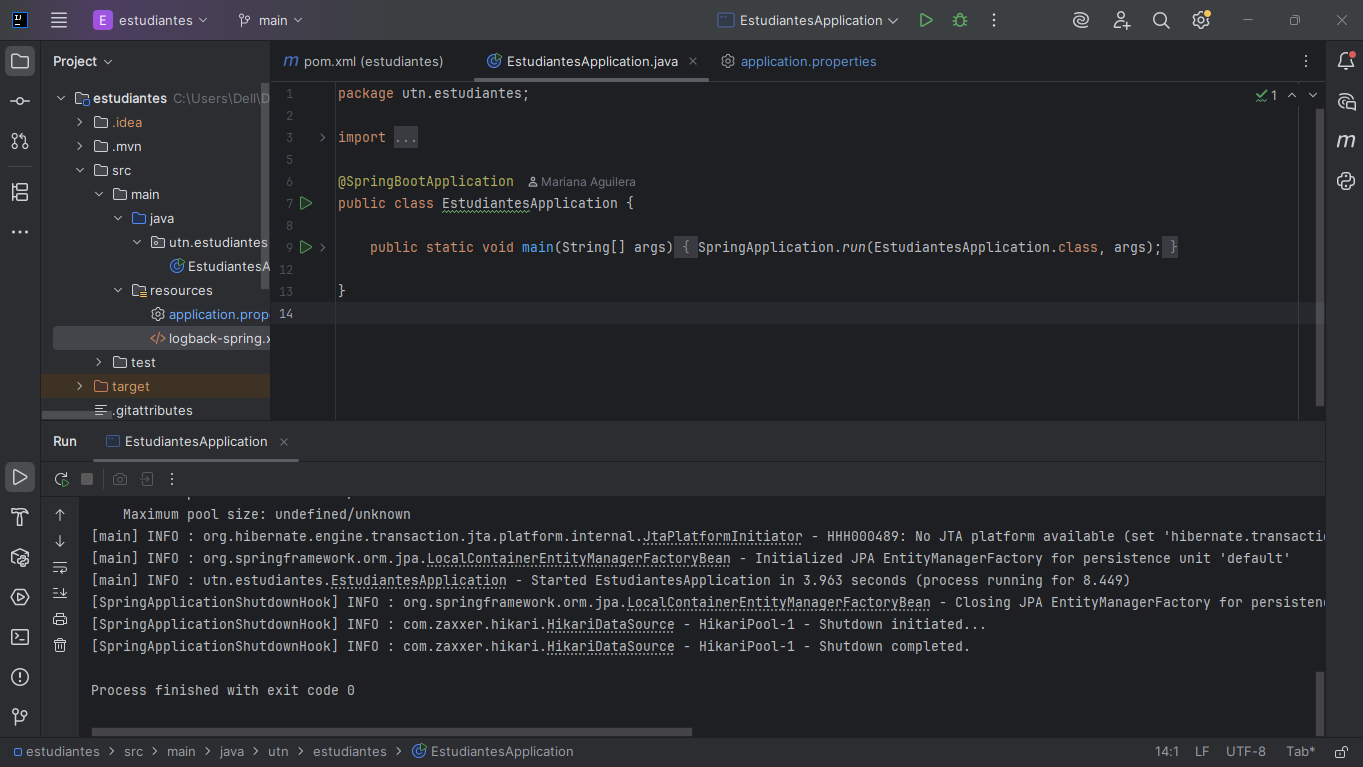 E estudiantes main EstudiantesApplication
Project
m pom.xml (estudiantes) EstudiantesApplication.java application.properties
estudiantes C:\Users\Dell\D
.idea
.mvn
src
main
java
utn.estudiantes
EstudiantesA
resources
application.prop
logback-spring.x
test
target
.gitattributes
1 package utn.estudiantes;
2
3 import ...
5
6 @SpringBootApplication Mariana Aguilera
7 public class EstudiantesApplication {
8
9 public static void main(String[] args) { SpringApplication.run(EstudiantesApplication.class, args); }
12
13 }
14
1
m
Run EstudiantesApplication
Maximum pool size: undefined/unknown
[main] INFO : org.hibernate.engine.transaction.jta.platform.internal.JtaPlatformInitiator - HHH000489: No JTA platform available (set 'hibernate.transactio
[main] INFO : org.springframework.orm.jpa.LocalContainerEntityManagerFactoryBean - Initialized JPA EntityManagerFactory for persistence unit 'default'
[main] INFO : utn.estudiantes.EstudiantesApplication - Started EstudiantesApplication in 3.963 seconds (process running for 8.449)
[SpringApplicationShutdownHook] INFO : org.springframework.orm.jpa.LocalContainerEntityManagerFactoryBean - Closing JPA EntityManagerFactory for persisten
[SpringApplicationShutdownHook] INFO : com.zaxxer.hikari.HikariDataSource - HikariPool-1 - Shutdown initiated...
[SpringApplicationShutdownHook] INFO : com.zaxxer.hikari.HikariDataSource - HikariPool-1 - Shutdown completed.
Process finished with exit code 0
estudiantes > src > main > java > utn > estudiantes > EstudiantesApplication
14:1 LF UTF-8 Tab*